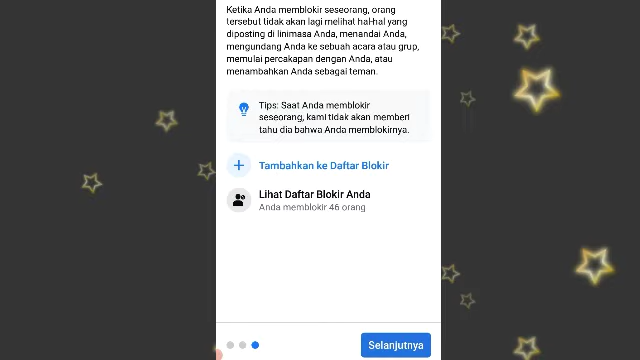 Ketika Anda memblokir seseorang, orang
tersebut tidak akan lagi melihat hal-hal yang
diposting di linimasa Anda, menandai Anda,
mengundang Anda ke sebuah acara atau grup,
memulai percakapan dengan Anda, atau
menambahkan Anda sebagai teman.
Tips: Saat Anda memblokir
seseorang, kami tidak akan memberi
tahu dia bahwa Anda memblokirnya.
Tambahkan ke Daftar Blokir
Lihat Daftar Blokir Anda
Anda memblokir 46 orang
Selanjutnya